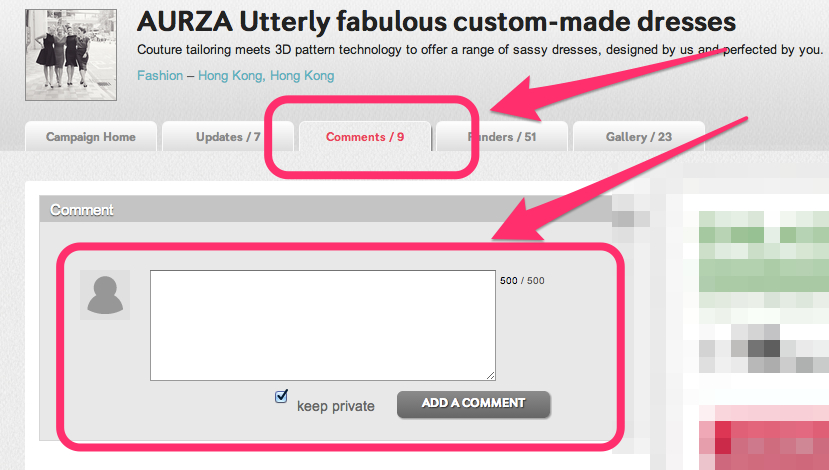 AURZA Utterly fabulous custom-made dresses
Couture tailoring meets 3D pattern technology to offer a range of sassy dresses, designed by us and perfected by you.
Fashion – Hong Kong, Hong Kong
Campaign Home Updates / 7 Comments / 9 Funders / 51 Gallery / 23
Comment
500 / 500
keep private ADD A COMMENT